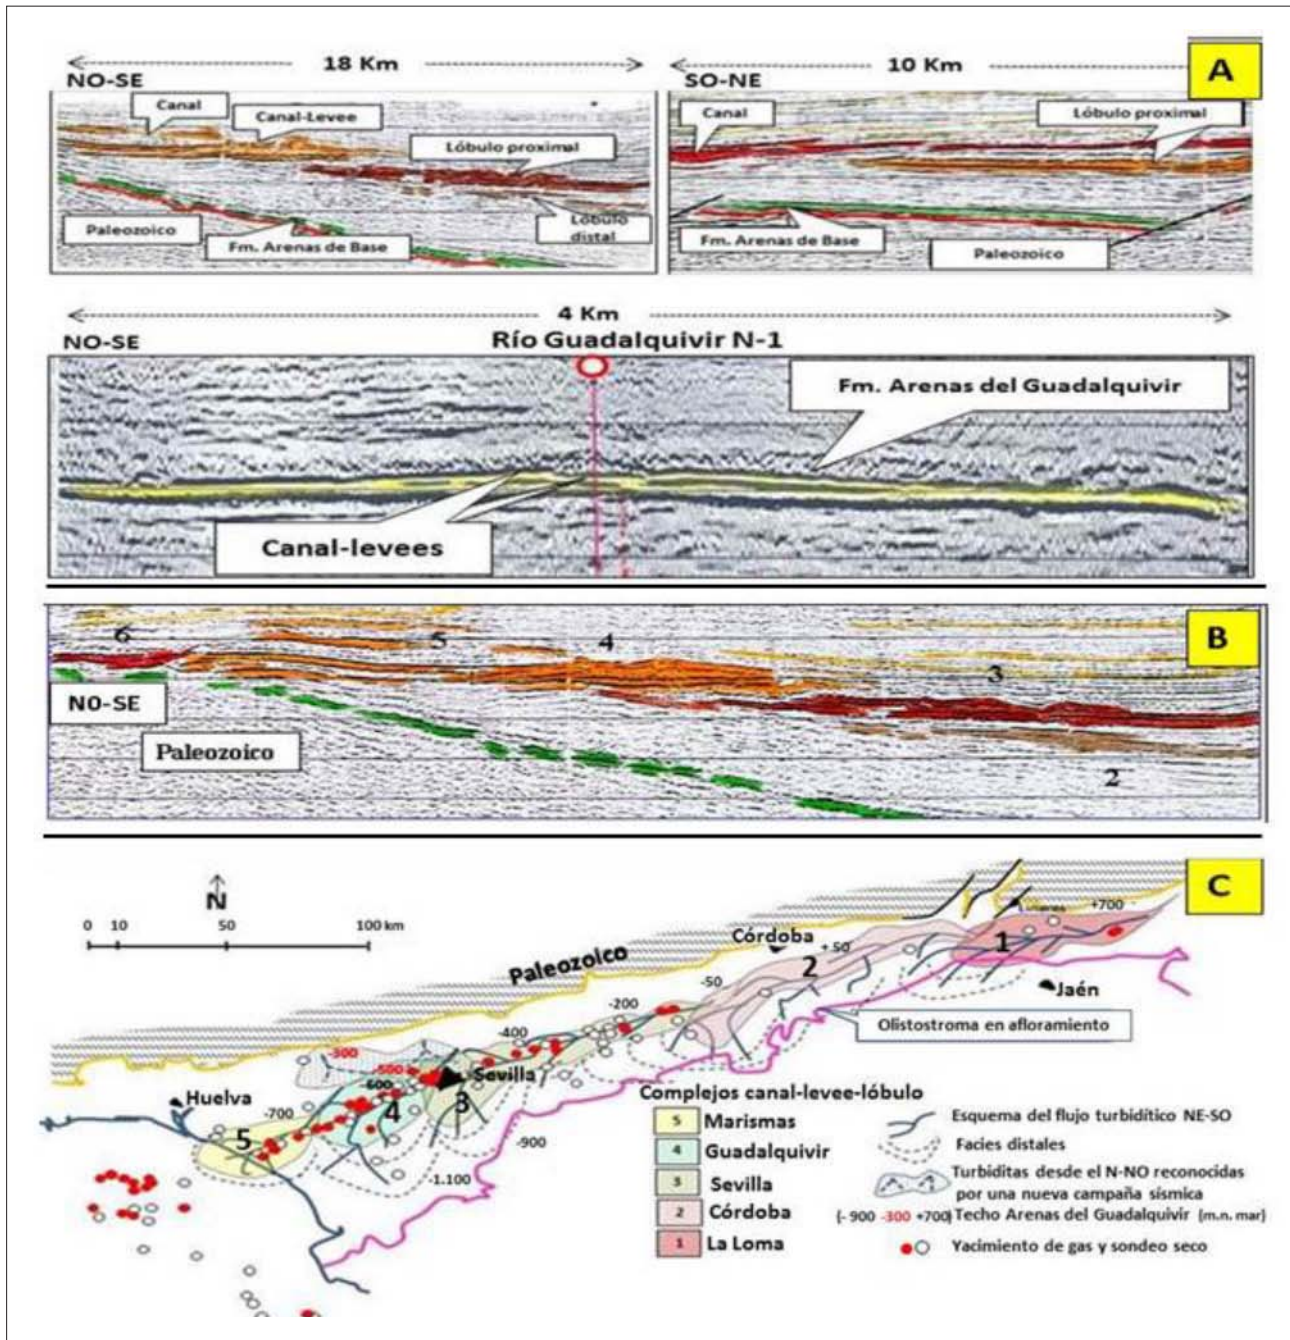 18 Km
10 Km
A
NO-SE
SO-NE
Canal
Canal-Levee
Lóbulo proximal
Lóbulo distal
Paleozoico
Fm. Arenas de Base
Canal
Lóbulo proximal
Fm. Arenas de Base
Paleozoico
4 Km
NO-SE
Río Guadalquivir N-1
Fm. Arenas del Guadalquivir
Canal-levees
B
6
5
4
3
N0-SE
Paleozoico
2
C
N
0 10 50 100 km
+700
Córdoba
+ 50
1
2
Paleozoico
-50
Jaén
-200
Olistostroma en afloramiento
-400
-300
-500
-600
Sevilla
Huelva
-700
4
3
5
-900
-1.100
Complejos canal-levee-lóbulo
5 Marismas
4 Guadalquivir
3 Sevilla
2 Córdoba
1 La Loma
Esquema del flujo turbidítico NE-SO
Facies distales
Turbiditas desde el N-NO reconocidas
por una nueva campaña sísmica
(- 900 -300 +700) Techo Arenas del Guadalquivir (m.n. mar)
Yacimiento de gas y sondeo seco